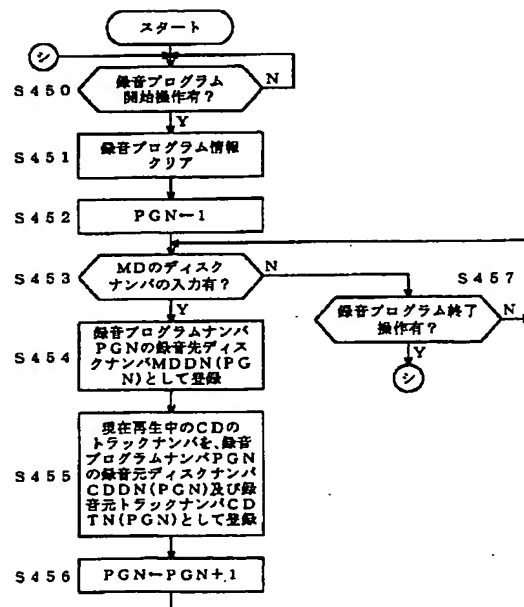 スタート
シ
S450
録音プログラム
開始操作有?
N
Y
S451
録音プログラム情報
クリア
S452
PGN←1
S453
MDのディスク
ナンバの入力有?
N
Y
S457
録音プログラム終了
操作有?
N
Y
シ
S454
録音プログラムナンバ
PGNの録音先ディス
クナンバMDDN(PG
N)として登録
S455
現在再生中のCDの
トラックナンバを、録音
プログラムナンバPGN
の録音元ディスクナンバ
CDDN(PGN)及び録
音元トラックナンバCD
TN(PGN)として登録
S456
PGN←PGN+1